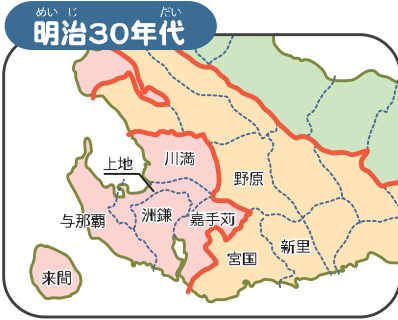 めい じ だい
明治30年代
上地
川満
野原
与那覇
洲鎌
嘉手苅
新里
宮国
来間